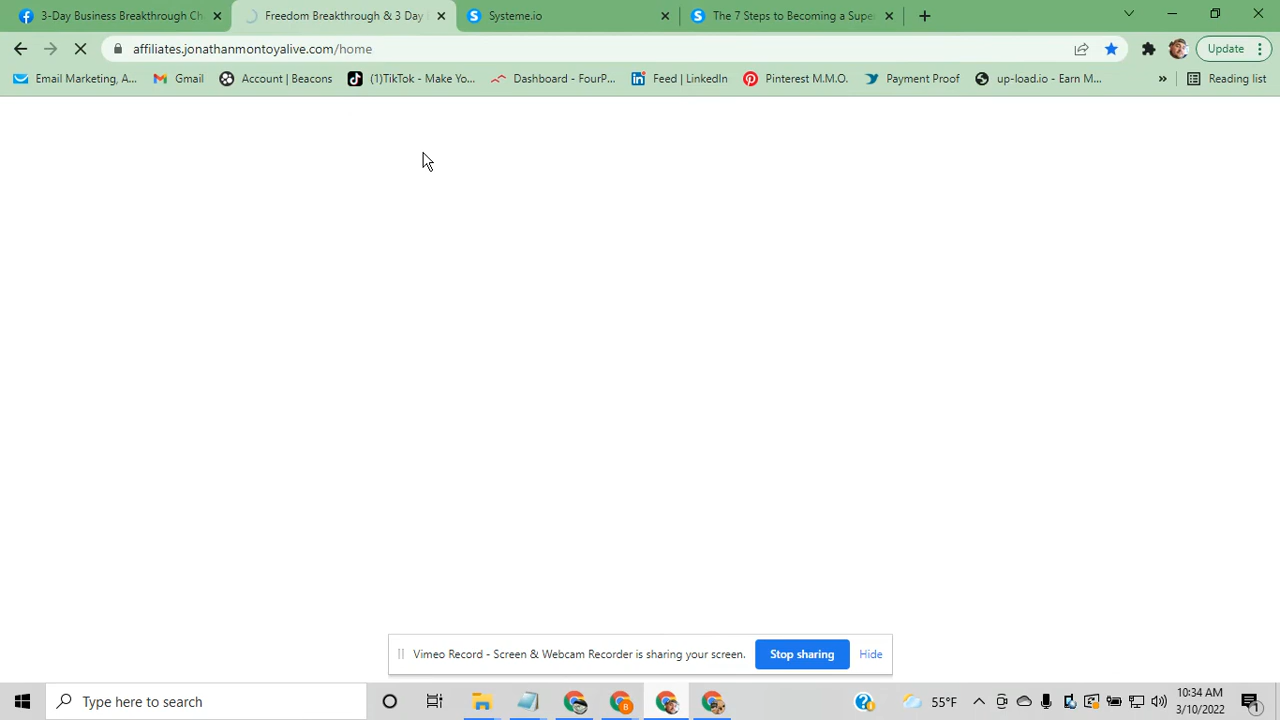 3-Day Business Breakthrough Ch
Freedom Breakthrough & 3 Day
Systeme.io
The 7 Steps to Becoming a Supe
affiliates.jonathanmontoyalive.com/home
Update
Email Marketing, A...
Gmail
Account | Beacons
(1)TikTok - Make Yo...
Dashboard - FourP...
Feed | LinkedIn
Pinterest M.M.O.
Payment Proof
up-load.io - Earn M...
»
Reading list
Vimeo Record - Screen & Webcam Recorder is sharing your screen.
Stop sharing
Hide
Type here to search
55°F
10:34 AM
3/10/2022
1